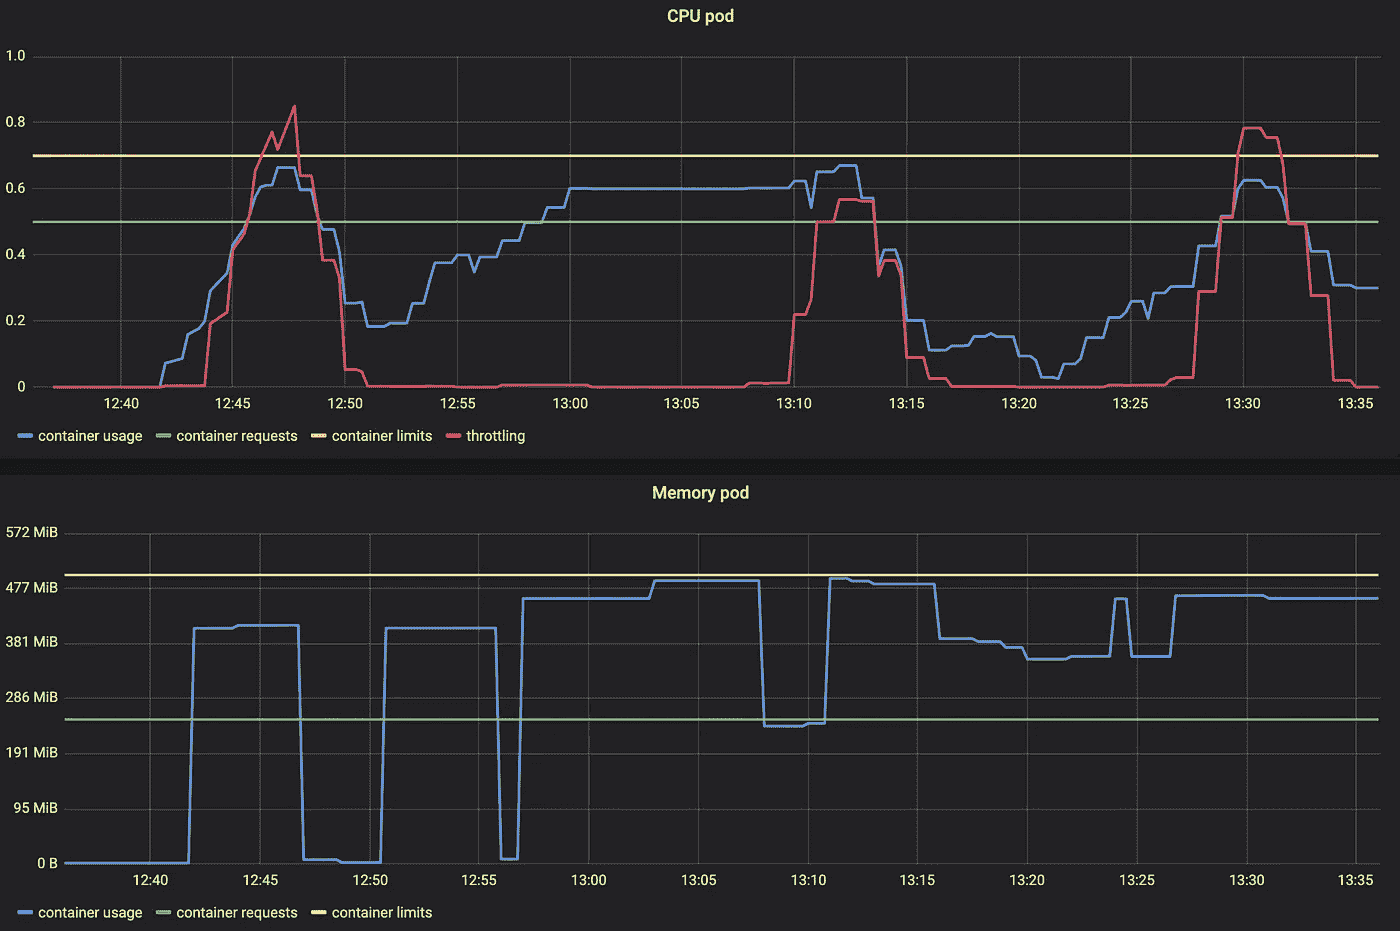 CPU pod
1.0
0.8
0.6
0.4
0.2
0
12:40 12:45 12:50 12:55 13:00 13:05 13:10 13:15 13:20 13:25 13:30 13:35
container usage container requests container limits throttling
Memory pod
572 MiB
477 MiB
381 MiB
286 MiB
191 MiB
95 MiB
0 B
12:40 12:45 12:50 12:55 13:00 13:05 13:10 13:15 13:20 13:25 13:30 13:35
container usage container requests container limits